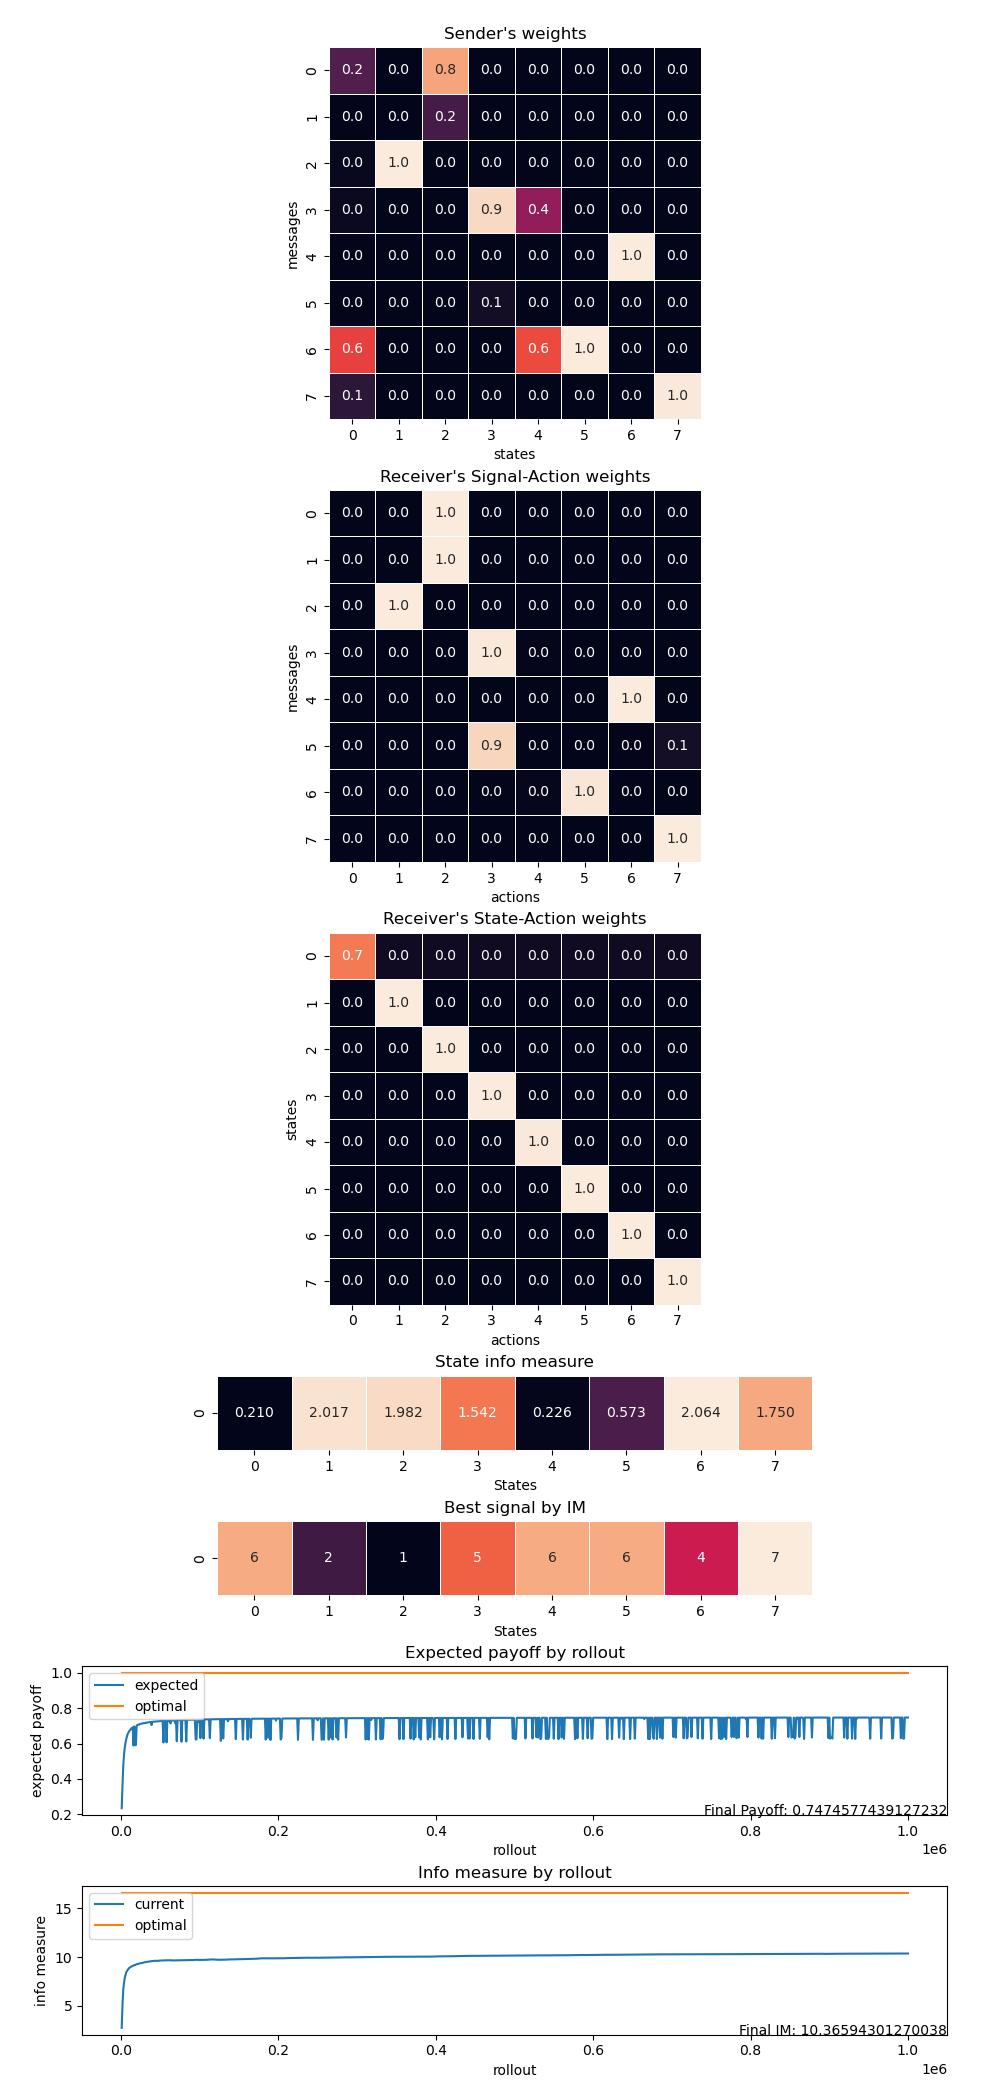 Sender's weights
0 0.2 0.0 0.8 0.0 0.0 0.0 0.0 0.0
1 0.0 0.0 0.2 0.0 0.0 0.0 0.0 0.0
2 0.0 1.0 0.0 0.0 0.0 0.0 0.0 0.0
3 0.0 0.0 0.0 0.9 0.4 0.0 0.0 0.0
messages
4 0.0 0.0 0.0 0.0 0.0 0.0 1.0 0.0
5 0.0 0.0 0.0 0.1 0.0 0.0 0.0 0.0
6 0.6 0.0 0.0 0.0 0.6 1.0 0.0 0.0
7 0.1 0.0 0.0 0.0 0.0 0.0 0.0 1.0
0 1 2 3 4 5 6 7
states
Receiver's Signal-Action weights
0 0.0 0.0 1.0 0.0 0.0 0.0 0.0 0.0
1 0.0 0.0 1.0 0.0 0.0 0.0 0.0 0.0
2 0.0 1.0 0.0 0.0 0.0 0.0 0.0 0.0
3 0.0 0.0 0.0 1.0 0.0 0.0 0.0 0.0
messages
4 0.0 0.0 0.0 0.0 0.0 0.0 1.0 0.0
5 0.0 0.0 0.0 0.9 0.0 0.0 0.0 0.1
6 0.0 0.0 0.0 0.0 0.0 1.0 0.0 0.0
7 0.0 0.0 0.0 0.0 0.0 0.0 0.0 1.0
0 1 2 3 4 5 6 7
actions
Receiver's State-Action weights
0 0.7 0.0 0.0 0.0 0.0 0.0 0.0 0.0
1 0.0 1.0 0.0 0.0 0.0 0.0 0.0 0.0
2 0.0 0.0 1.0 0.0 0.0 0.0 0.0 0.0
3 0.0 0.0 0.0 1.0 0.0 0.0 0.0 0.0
states
4 0.0 0.0 0.0 0.0 1.0 0.0 0.0 0.0
5 0.0 0.0 0.0 0.0 0.0 1.0 0.0 0.0
6 0.0 0.0 0.0 0.0 0.0 0.0 1.0 0.0
7 0.0 0.0 0.0 0.0 0.0 0.0 0.0 1.0
0 1 2 3 4 5 6 7
actions
State info measure
0 0.210 2.017 1.982 1.542 0.226 0.573 2.064 1.750
0 1 2 3 4 5 6 7
States
Best signal by IM
0 6 2 1 5 6 6 4 7
0 1 2 3 4 5 6 7
States
Expected payoff by rollout
expected payoff
1.0
0.8
0.6
0.4
0.2
expected
optimal
Final Payoff: 0.7474577439127232
0.0 0.2 0.4 0.6 0.8 1.0
1e6
rollout
Info measure by rollout
info measure
15
10
5
current
optimal
Final IM: 10.36594301270038
0.0 0.2 0.4 0.6 0.8 1.0
1e6
rollout